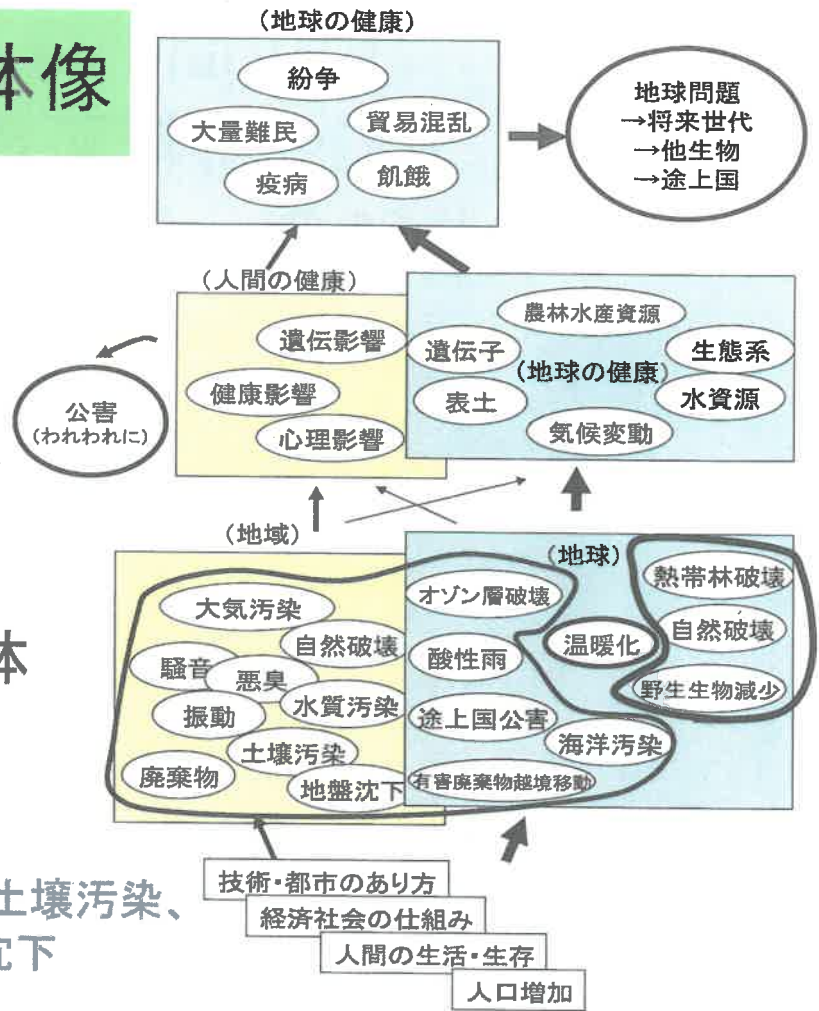 (地球の健康)
体像
紛争
大量難民
貿易混乱
疫病
飢餓
地球問題
→将来世代
→他生物
→途上国
(人間の健康)
遺伝影響
健康影響
心理影響
公害
(われわれに)
農林水産資源
遺伝子
生態系
(地球の健康)
表土
水資源
気候変動
(地域)
大気汚染
自然破壊
騒音
悪臭
振動
水質汚染
土壌汚染
廃棄物
地盤沈下
(地球)
オゾン層破壊
熱帯林破壊
温暖化
自然破壊
酸性雨
野生生物減少
途上国公害
海洋汚染
有害廃棄物越境移動
体
土壌汚染、
沈下
技術・都市のあり方
経済社会の仕組み
人間の生活・生存
人口増加